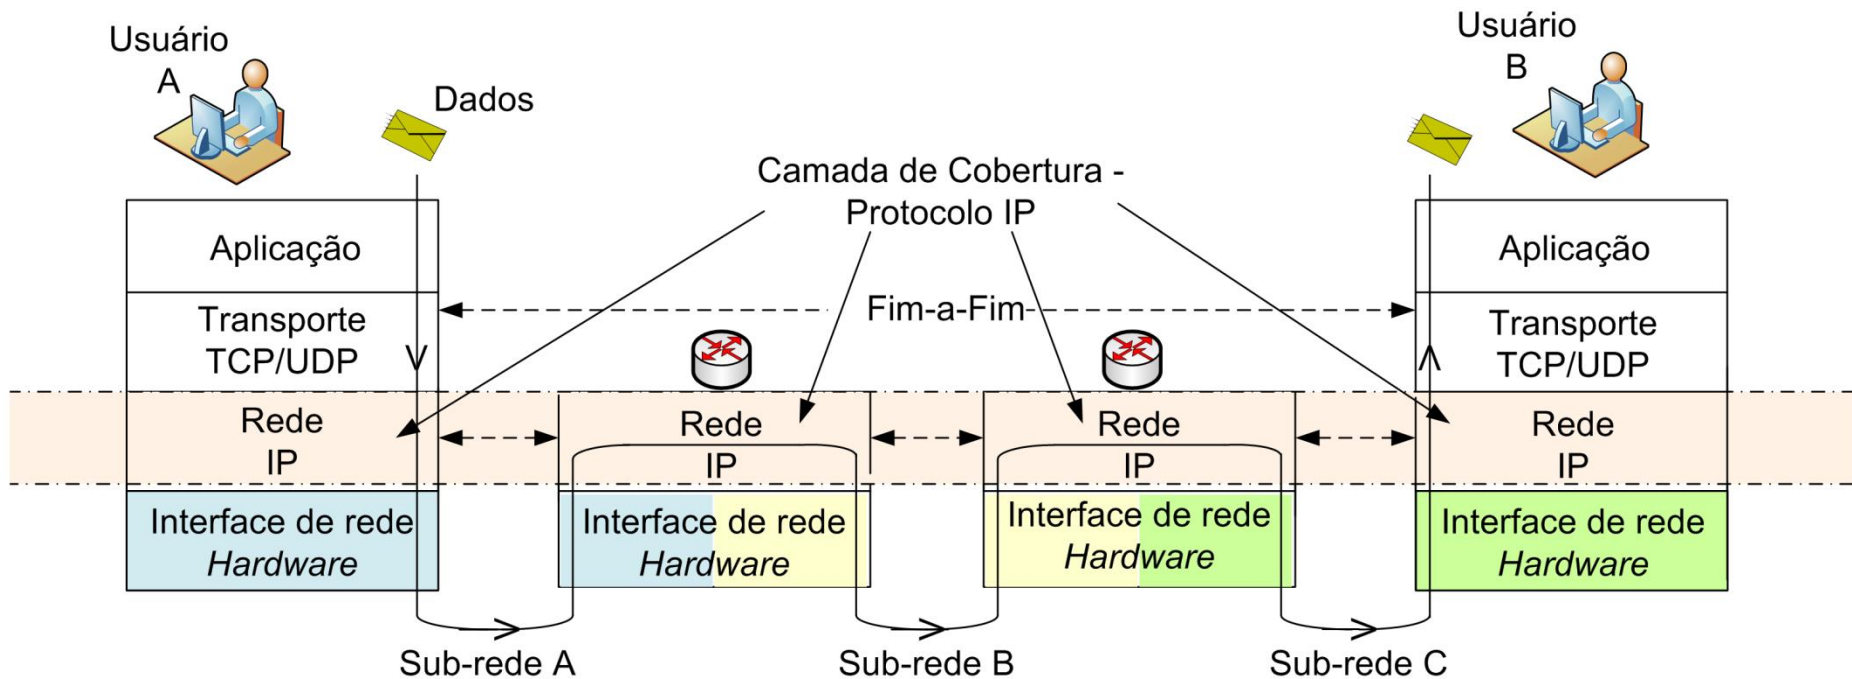 Usuário
A
Dados
Usuário
B
Camada de Cobertura -
Protocolo IP
Aplicação
Aplicação
Fim-a-Fim
Transporte
TCP/UDP
Transporte
TCP/UDP
Rede
IP
Rede
IP
Rede
IP
Rede
IP
Interface de rede
Hardware
Interface de rede
Hardware
Interface de rede
Hardware
Interface de rede
Hardware
Sub-rede A
Sub-rede B
Sub-rede C